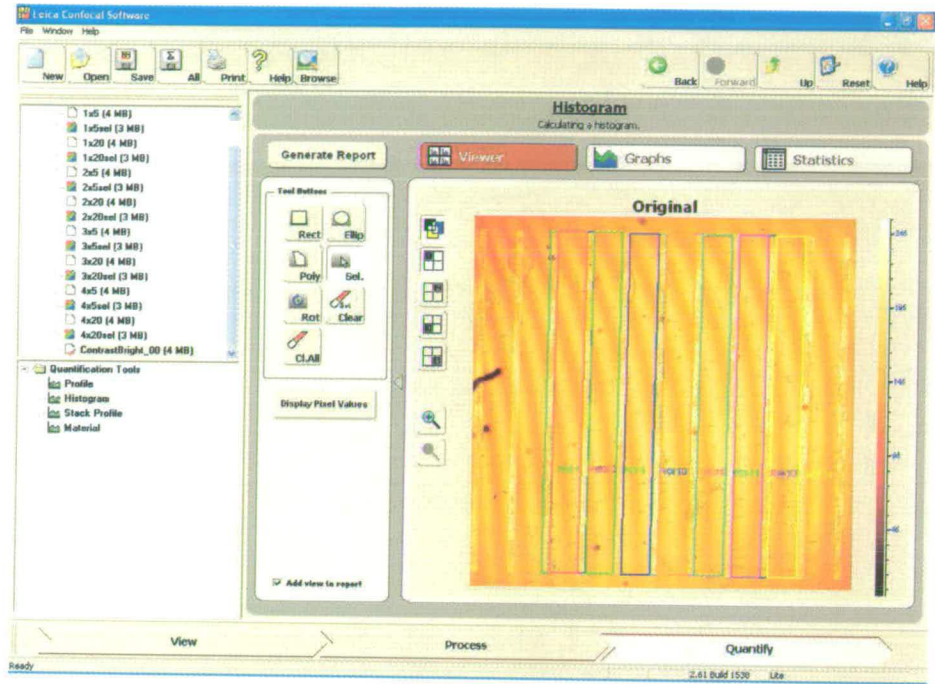 Leica Confocal Software
File Window Help
New Open Save All Print Help Browse Back Forward Up Reset Help
1x5 (4 MB)
1x5sel (3 MB)
1x20 (4 MB)
1x20sel (3 MB)
2x5 (4 MB)
2x5sel (3 MB)
2x20 (4 MB)
2x20sel (3 MB)
3x5 (4 MB)
3x5sel (3 MB)
3x20 (4 MB)
3x20sel (3 MB)
4x5 (4 MB)
4x5sel (3 MB)
4x20 (4 MB)
4x20sel (3 MB)
ContrastBright_00 (4 MB)
Quantification Tools
Profile
Histogram
Stack Profile
Material
Histogram
Calculating a histogram.
Generate Report Viewer Graphs Statistics
Tool Buttons
Rect Ellip
Poly Sel.
Rot Clear
Cl.All
Display Pixel Values
Add view to report
Original
View Process Quantify
Ready
2.61 Build 1538 Lite